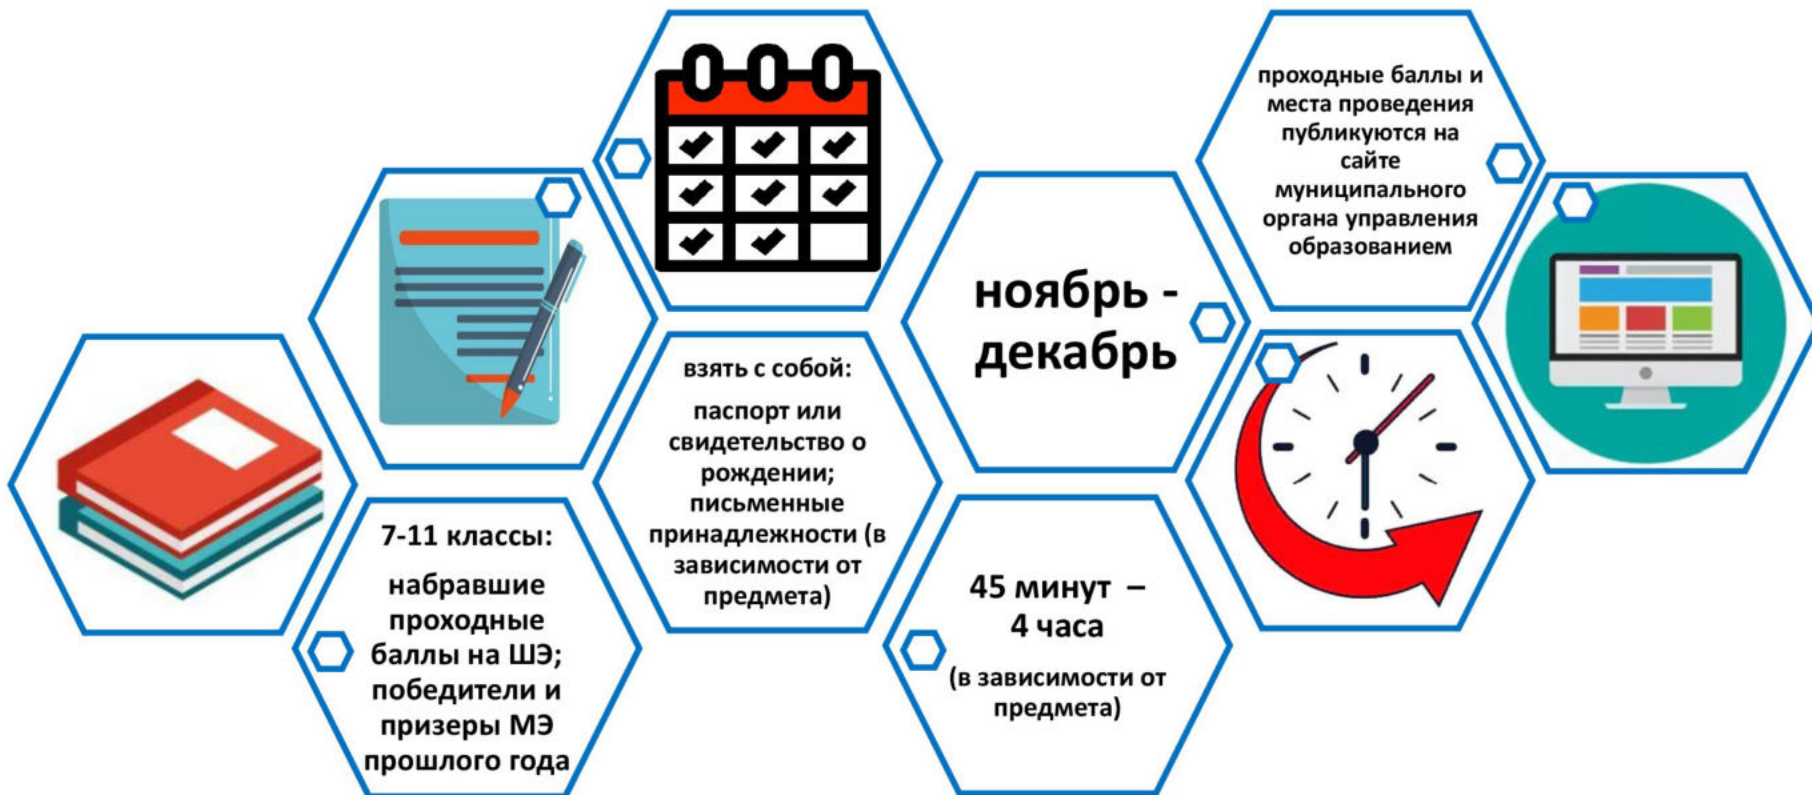 7-11 классы:
набравшие
проходные
баллы на ШЭ;
победители и
призеры МЭ
прошлого года
взять с собой:
паспорт или
свидетельство о
рождении;
письменные
принадлежности (в
зависимости от
предмета)
ноябрь -
декабрь
45 минут –
4 часа
(в зависимости от
предмета)
проходные баллы и
места проведения
публикуются на
сайте
муниципального
органа управления
образованием